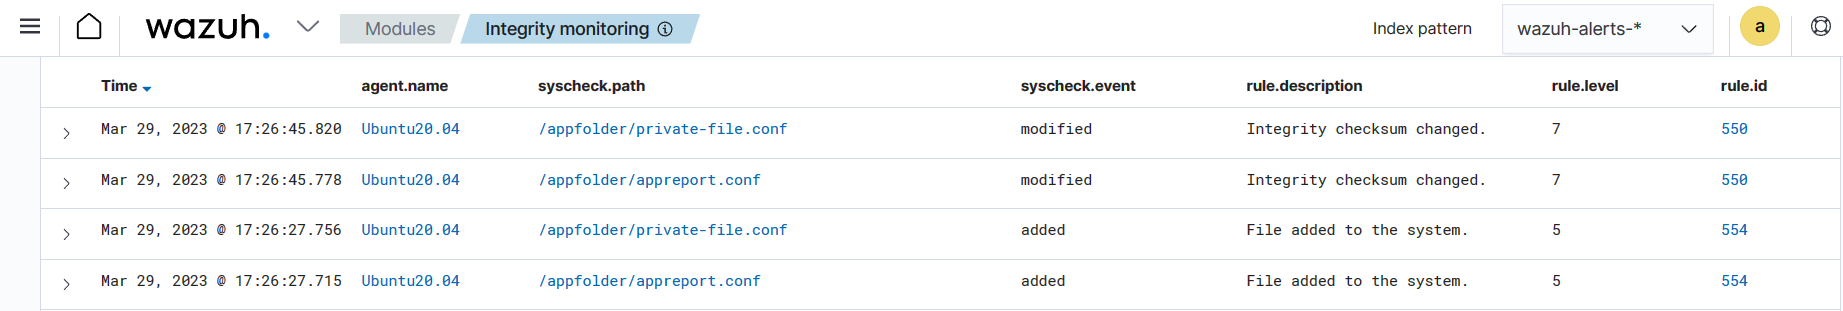 wazuh. Modules Integrity monitoring Index pattern wazuh-alerts-* a
Time agent.name syscheck.path syscheck.event rule.description rule.level rule.id
Mar 29, 2023 @ 17:26:45.820 Ubuntu20.04 /appfolder/private-file.conf modified Integrity checksum changed. 7 550
Mar 29, 2023 @ 17:26:45.778 Ubuntu20.04 /appfolder/appreport.conf modified Integrity checksum changed. 7 550
Mar 29, 2023 @ 17:26:27.756 Ubuntu20.04 /appfolder/private-file.conf added File added to the system. 5 554
Mar 29, 2023 @ 17:26:27.715 Ubuntu20.04 /appfolder/appreport.conf added File added to the system. 5 554